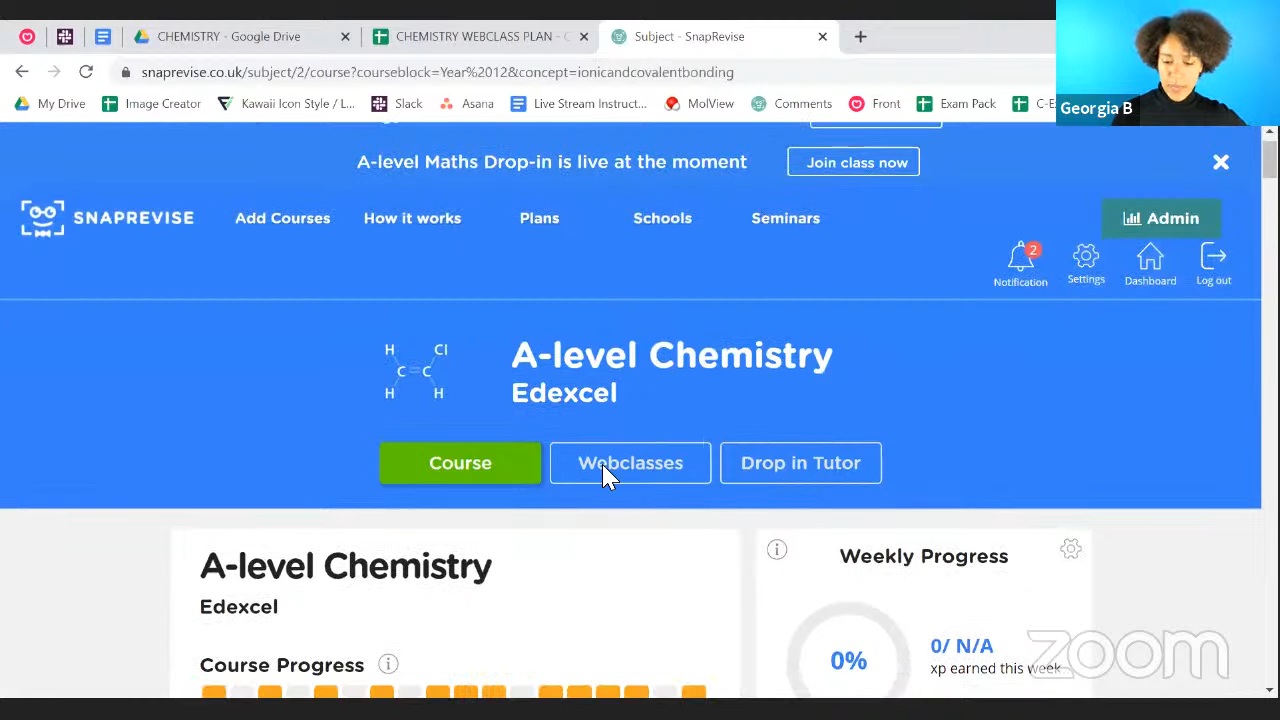 CHEMISTRY - Google Drive
CHEMISTRY WEBCLASS PLAN - C
Subject - SnapRevise
snaprevise.co.uk/subject/2/course?courseblock=Year%2012&concept=ionicandcovalentbonding
My Drive
Image Creator
Kawaii Icon Style / L...
Slack
Asana
Live Stream Instruct...
MolView
Comments
Front
Exam Pack
C-E
Georgia B
A-level Maths Drop-in is live at the moment
Join class now
SNAPREVISE
Add Courses
How it works
Plans
Schools
Seminars
Admin
2
Notification
Settings
Dashboard
Log out
H Cl
C = C
H H
A-level Chemistry
Edexcel
Course
Webclasses
Drop in Tutor
A-level Chemistry
Edexcel
Course Progress
Weekly Progress
0%
0/ N/A
xp earned this week
zoom